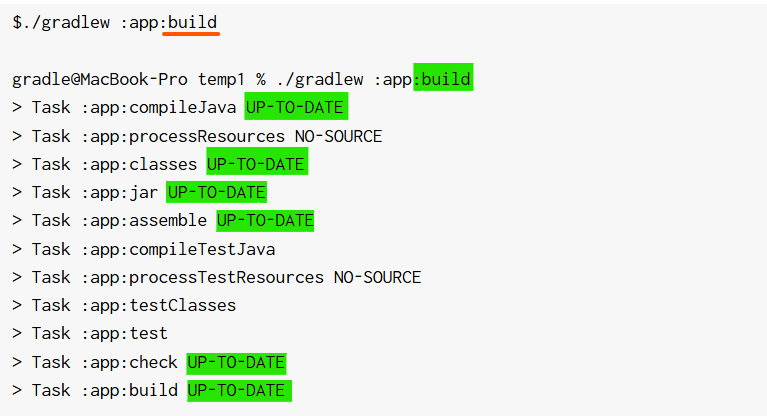 $./gradlew :app:build
gradle@MacBook-Pro temp1 % ./gradlew :app:build
> Task :app:compileJava UP-TO-DATE
> Task :app:processResources NO-SOURCE
> Task :app:classes UP-TO-DATE
> Task :app:jar UP-TO-DATE
> Task :app:assemble UP-TO-DATE
> Task :app:compileTestJava
> Task :app:processTestResources NO-SOURCE
> Task :app:testClasses
> Task :app:test
> Task :app:check UP-TO-DATE
> Task :app:build UP-TO-DATE